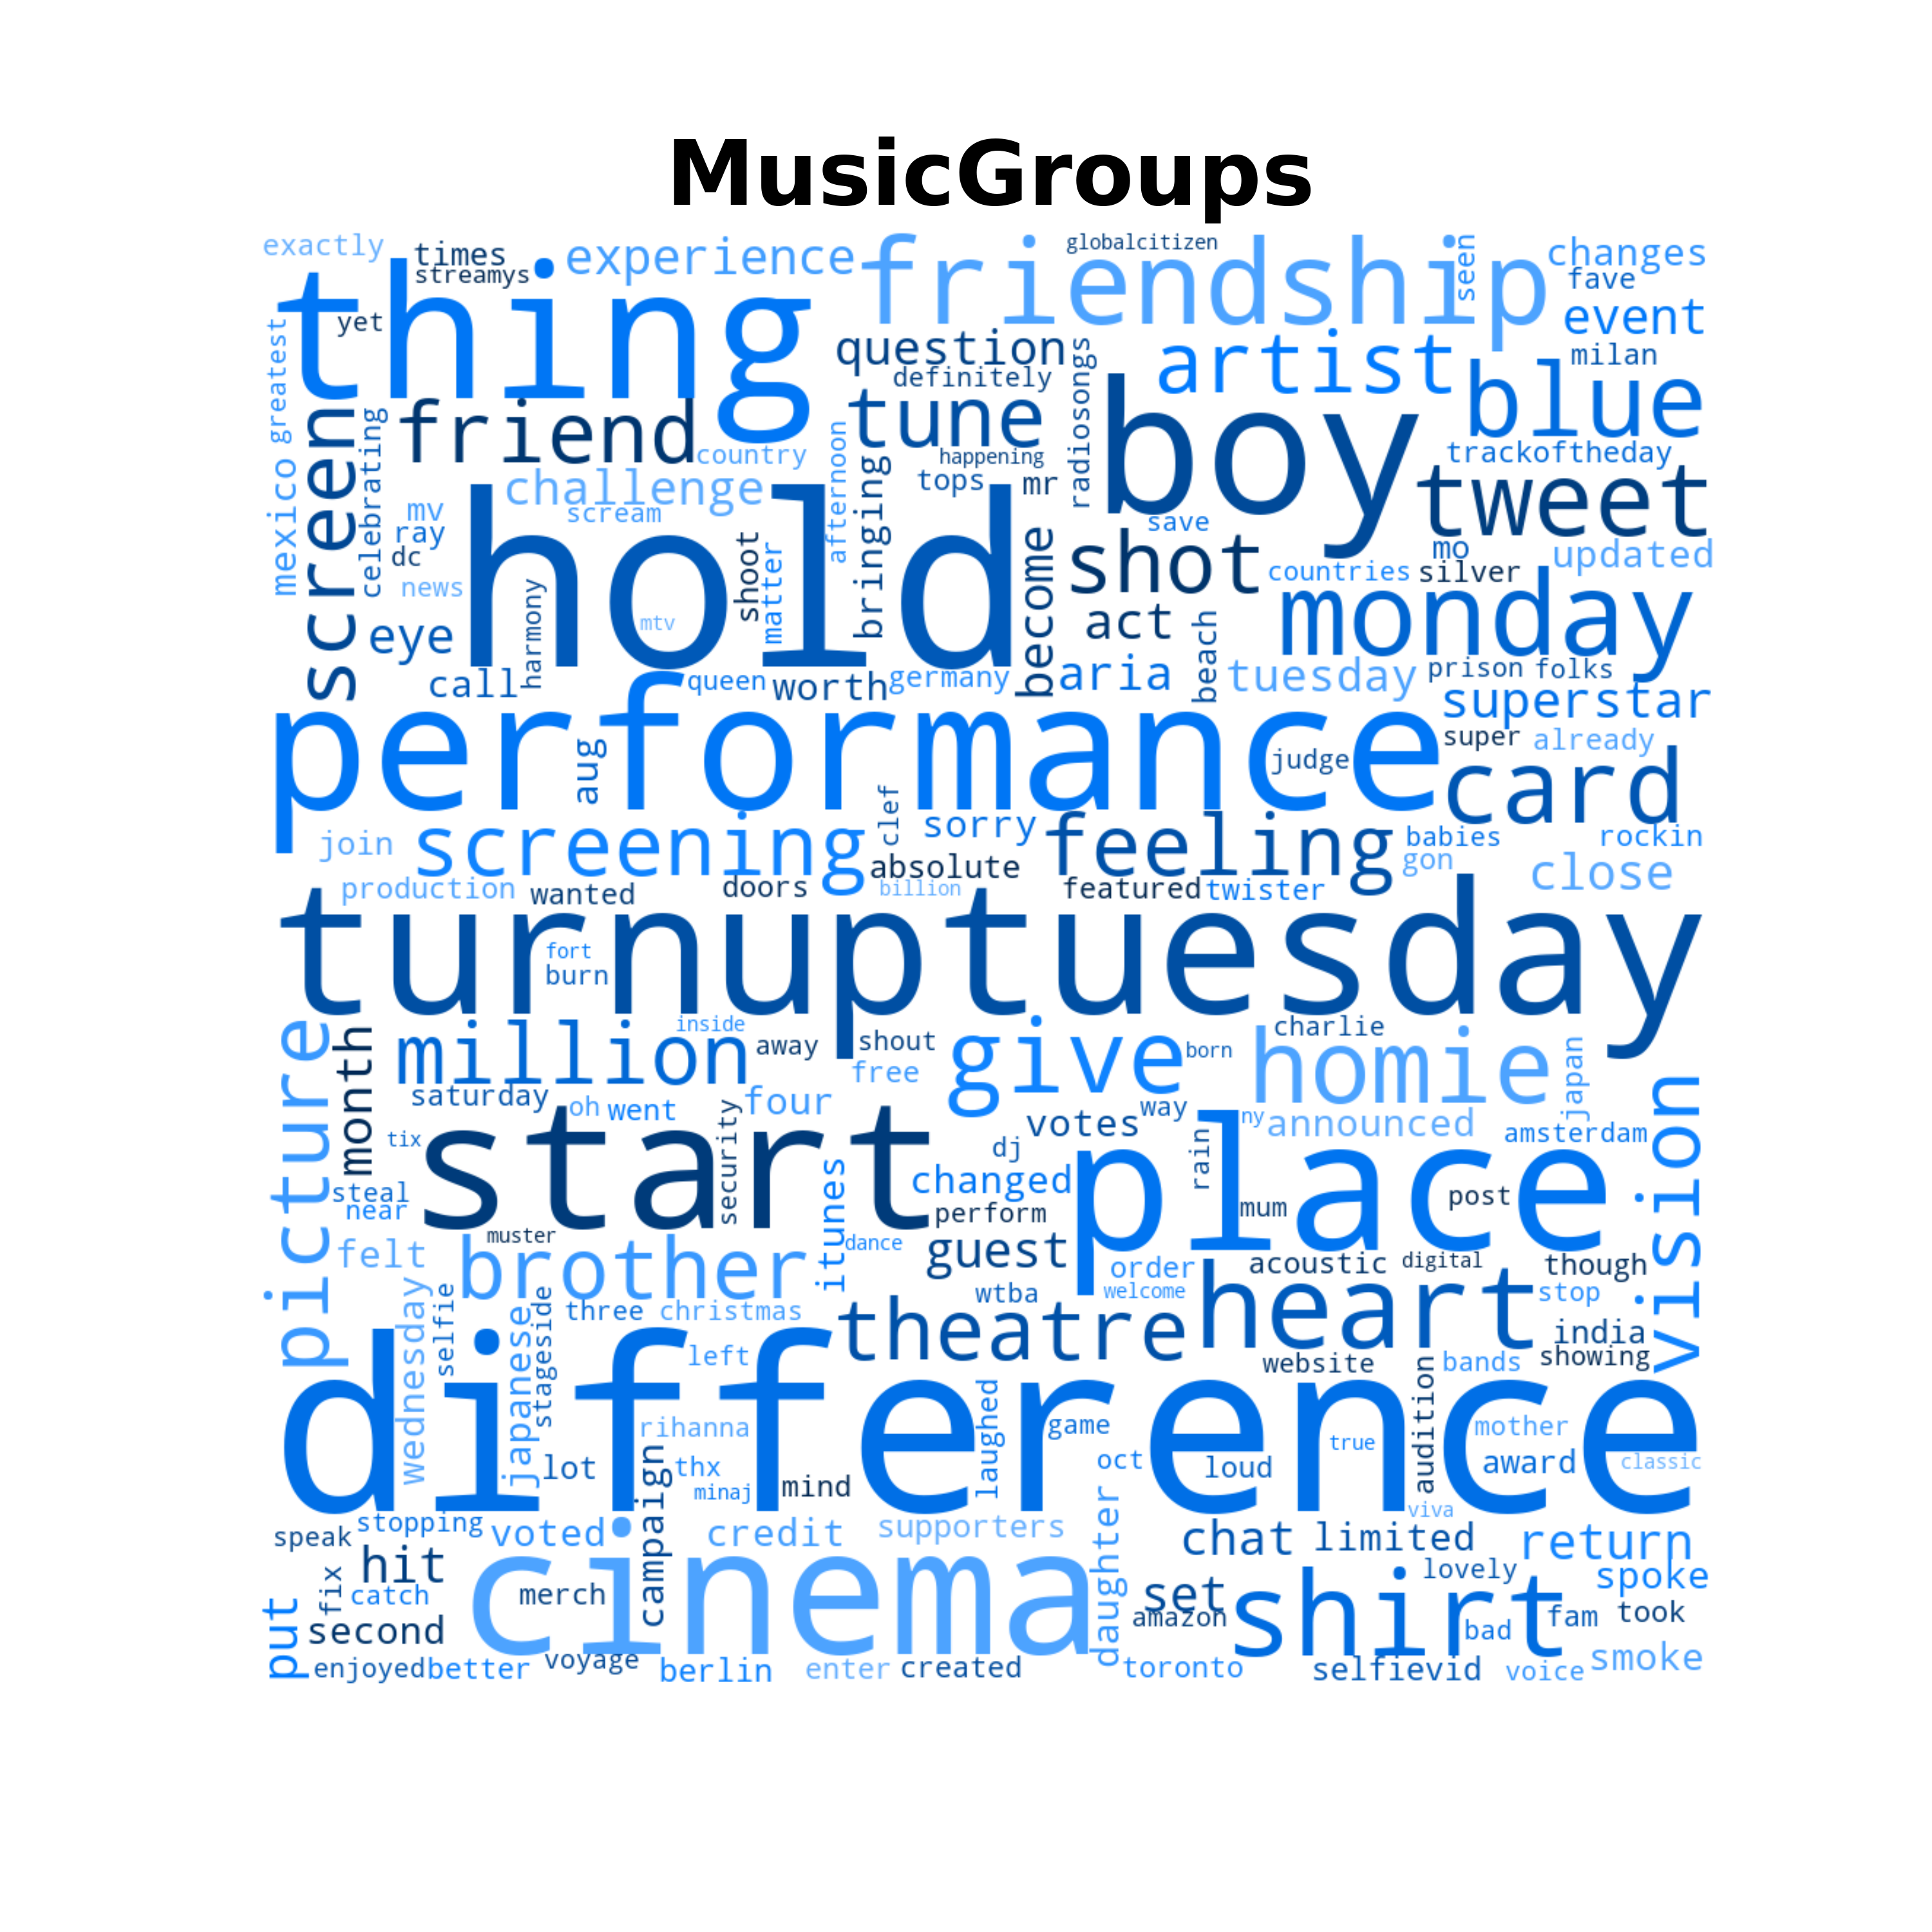 MusicGroups
exactly
times
streamys
experience
friendship
globalcitizen
seen
changes
fave
event
thing
yet
greatest
question
definitely
radiosongs
artist
milan
blue
boy
screen
celebrating
friend
country
tune
afternoon
happening
trackoftheday
tweet
mexico
challenge
scream
bringing
tops
mr
save
mv
ray
dc
news
hold
mtv
harmony
shoot
matter
become
shot
mo
updated
countries
silver
monday
eye
act
beach
call
queen
worth
germany
aria
tuesday
prison
folks
superstar
performance
aug
judge
super
already
card
join
screening
clef
sorry
feeling
babies
rockin
gon
close
absolute
production
wanted
doors
billion
featured
twister
turnuptuesday
fort
burn
picture
month
million
inside
away
shout
free
give
born
charlie
homie
japan
vision
saturday
oh
went
security
four
votes
way
ny
announced
amsterdam
tix
start
dj
rain
steal
near
itunes
changed
perform
place
mum
post
muster
felt
brother
dance
guest
order
welcome
acoustic
digital
though
stop
wednesday
selfie
japanese
stageside
three
christmas
wtba
theatre
heart
india
showing
left
website
audition
bands
difference
rihanna
laughed
game
true
mother
lot
campaign
thx
minaj
mind
oct
loud
award
classic
viva
speak
stopping
voted
credit
supporters
daughter
chat
limited
return
hit
fix
catch
cinema
merch
set
amazon
shirt
lovely
spoke
bad
fam
took
put
second
enjoyed
better
voyage
berlin
enter
created
toronto
selfievid
voice
smoke